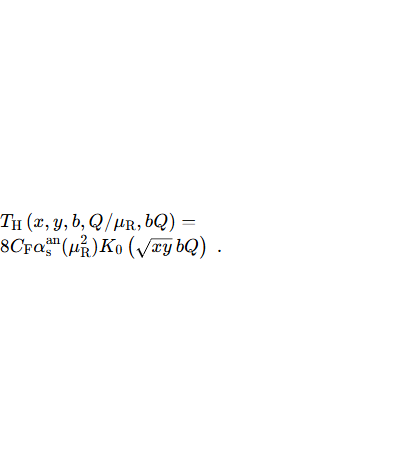 T_H (x, y, b, Q/μ_R, bQ) =
8C_F α_s^an(μ_R^2)K_0 (√xy bQ) .